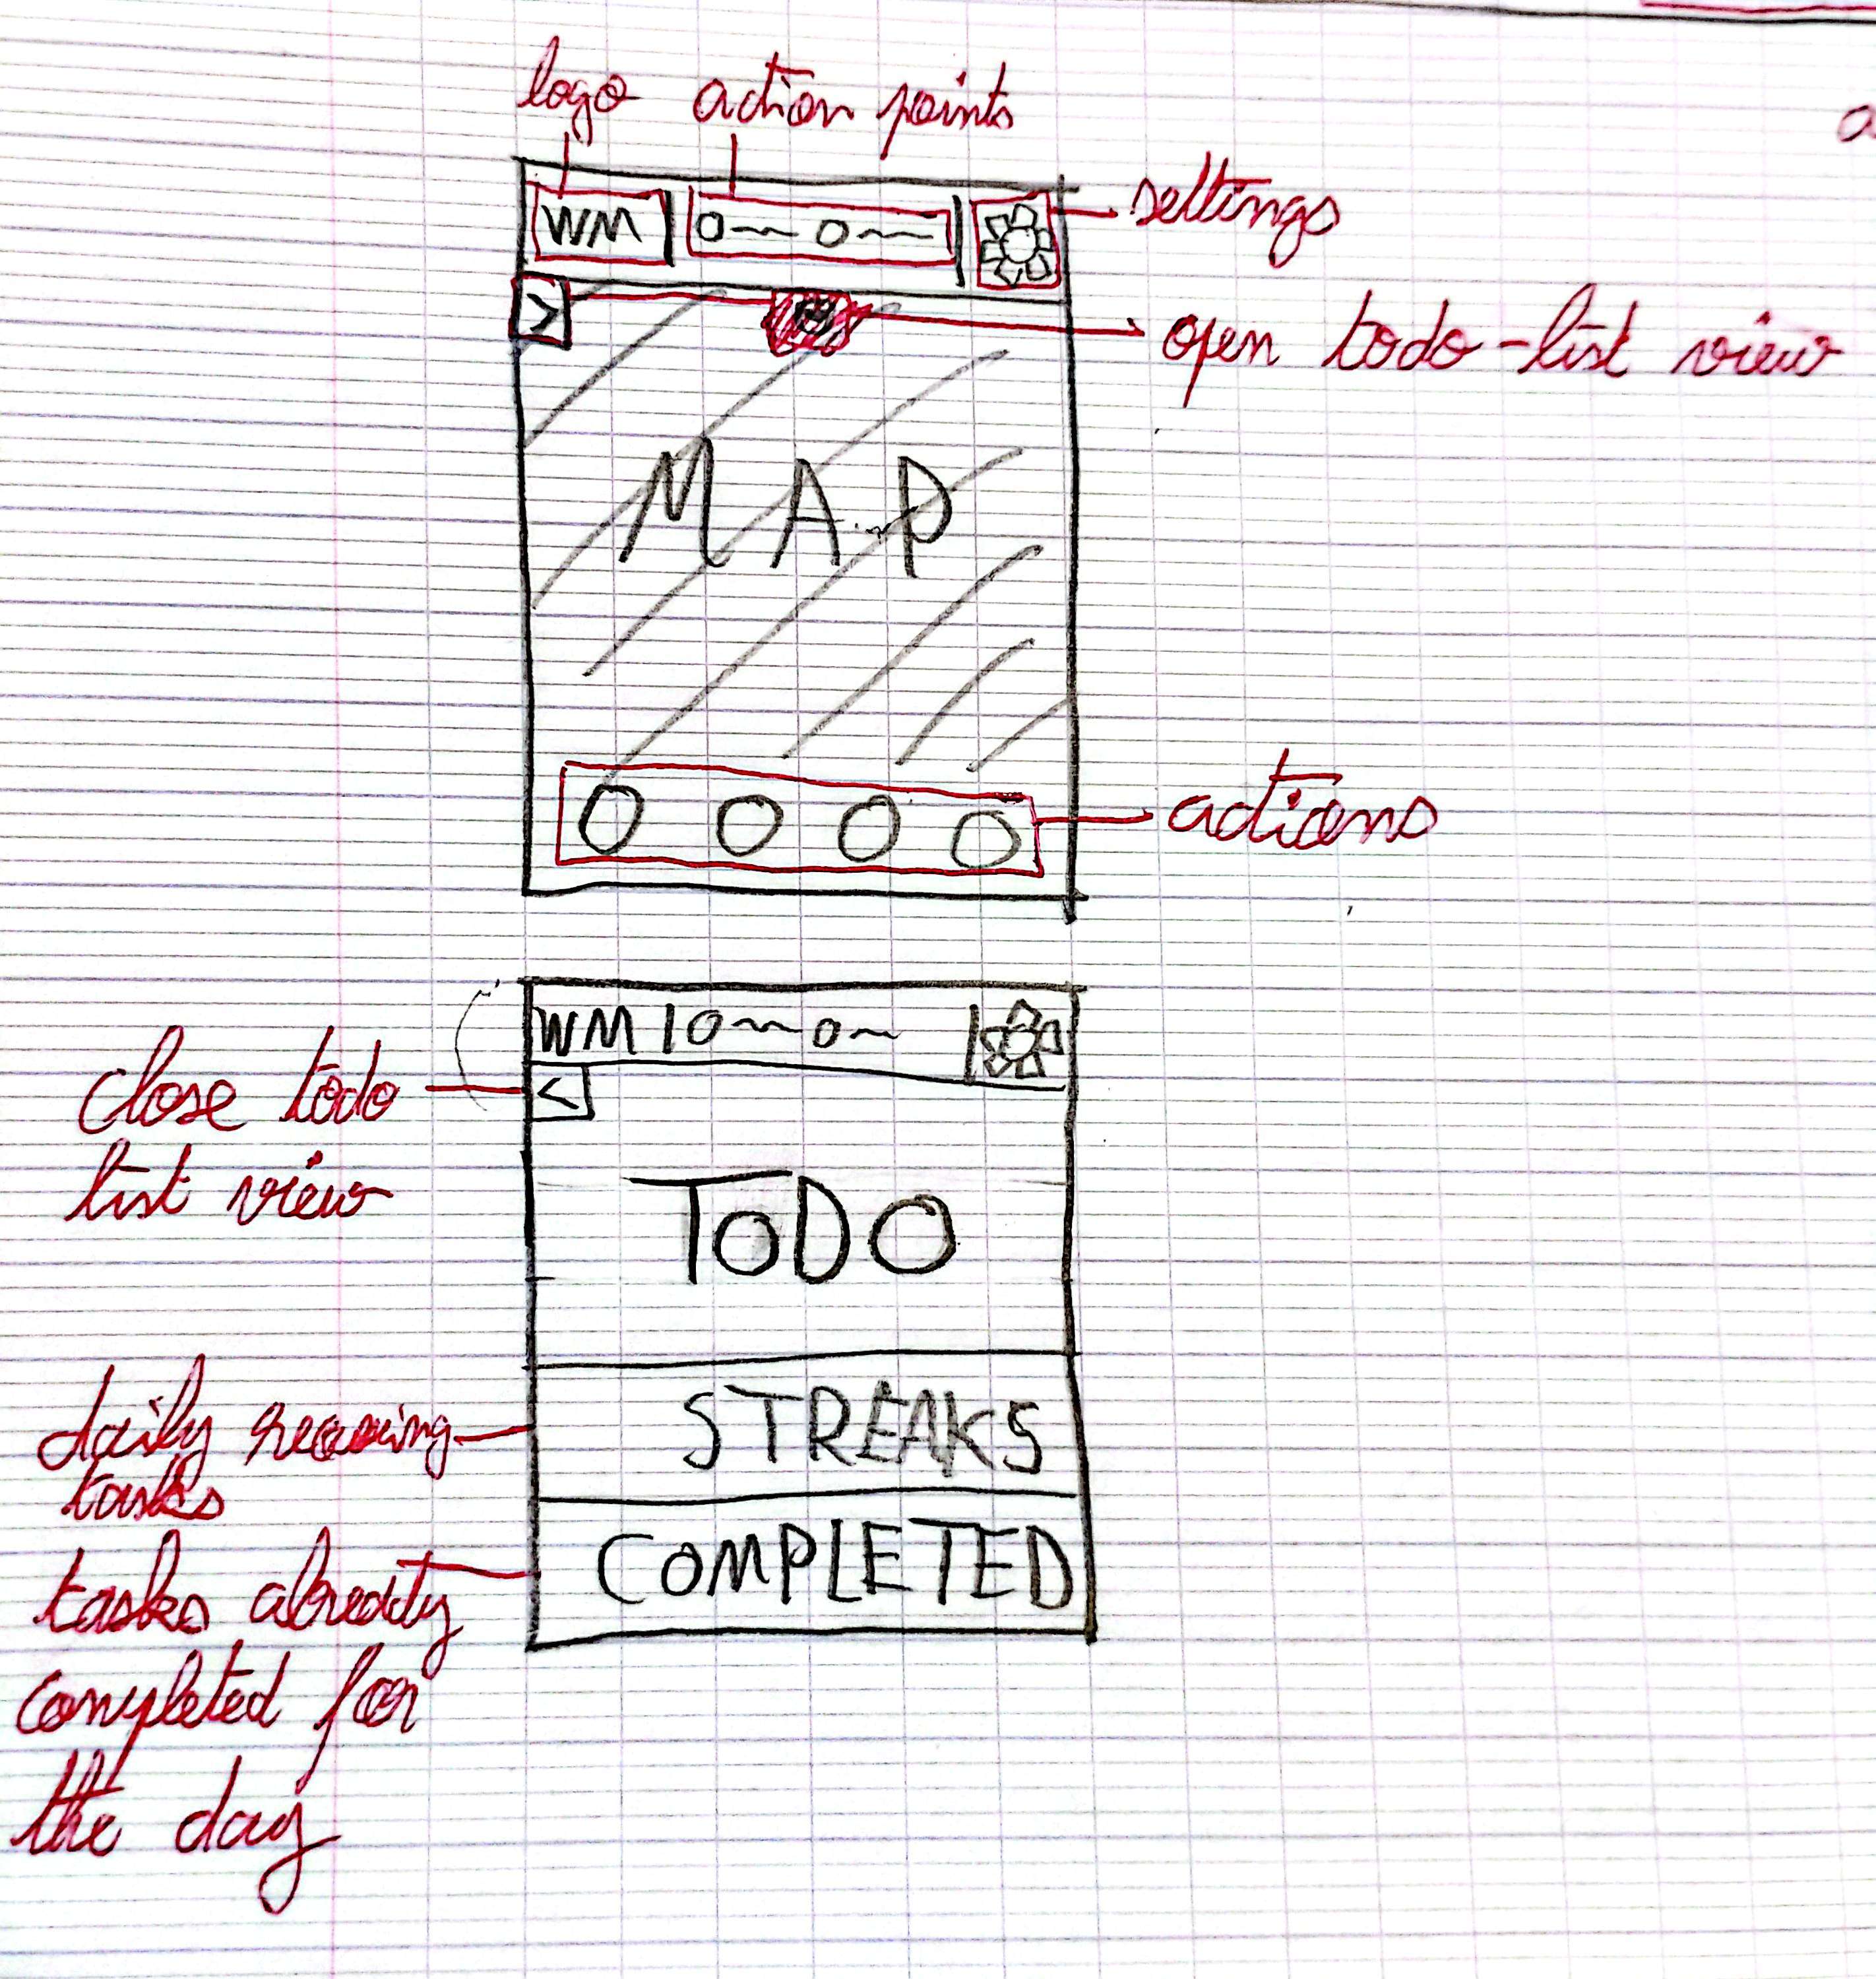 logo action points
WM
settings
>
open todo-list view
MAP
actions
WM
<
close todo
list view
TODO
daily
STREAKS
tasks
COMPLETED
tasks already
completed for
the day